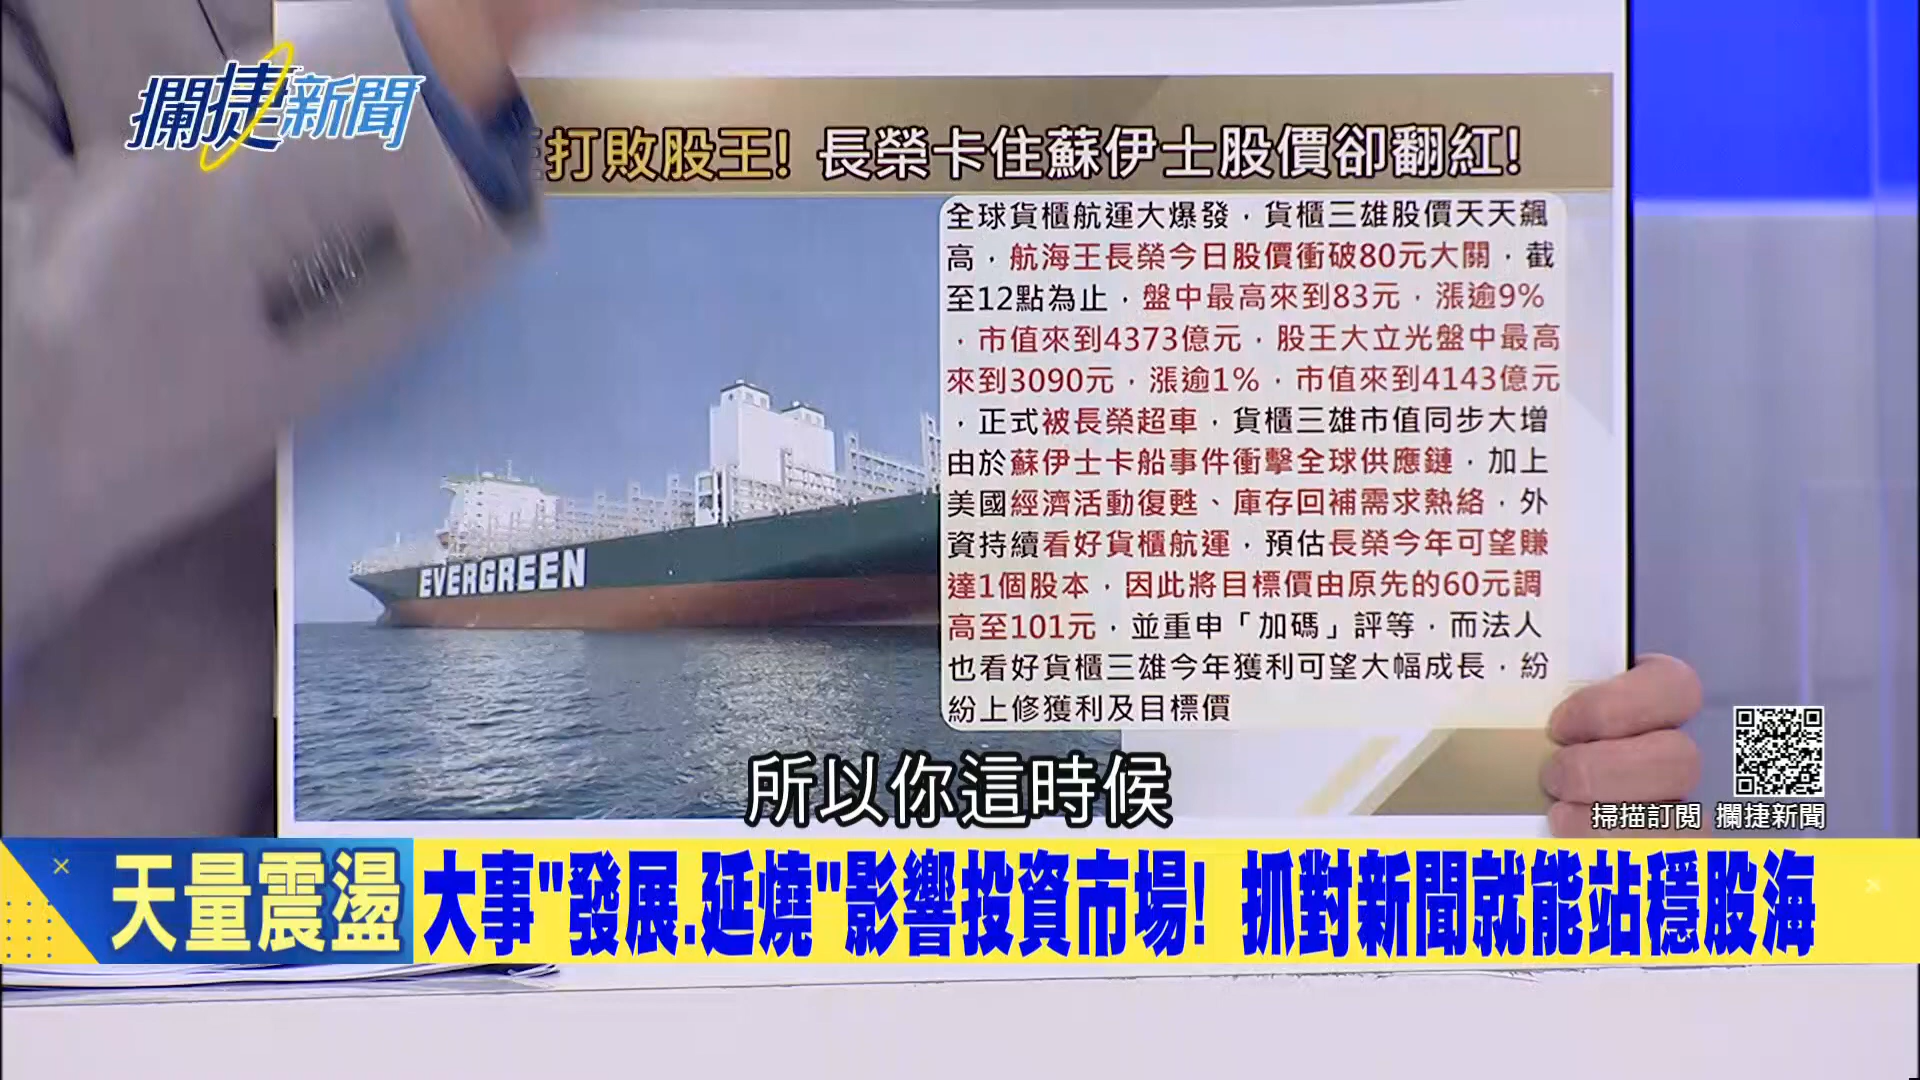 攔捷新聞
打敗股王! 長榮卡住蘇伊士股價卻翻紅!
全球貨櫃航運大爆發，貨櫃三雄股價天天飆
高，航海王長榮今日股價衝破80元大關，截
至12點為止，盤中最高來到83元，漲逾9%
，市值來到4373億元，股王大立光盤中最高
來到3090元，漲逾1%，市值來到4143億元
，正式被長榮超車，貨櫃三雄市值同步大增
由於蘇伊士卡船事件衝擊全球供應鏈，加上
美國經濟活動復甦、庫存回補需求熱絡，外
資持續看好貨櫃航運，預估長榮今年可望賺
達1個股本，因此將目標價由原先的60元調
高至101元，並重申「加碼」評等，而法人
也看好貨櫃三雄今年獲利可望大幅成長，紛
紛上修獲利及目標價
EVERGREEN
所以你這時候
掃描訂閱 攔捷新聞
天量震盪
大事"發展.延燒"影響投資市場! 抓對新聞就能站穩股海